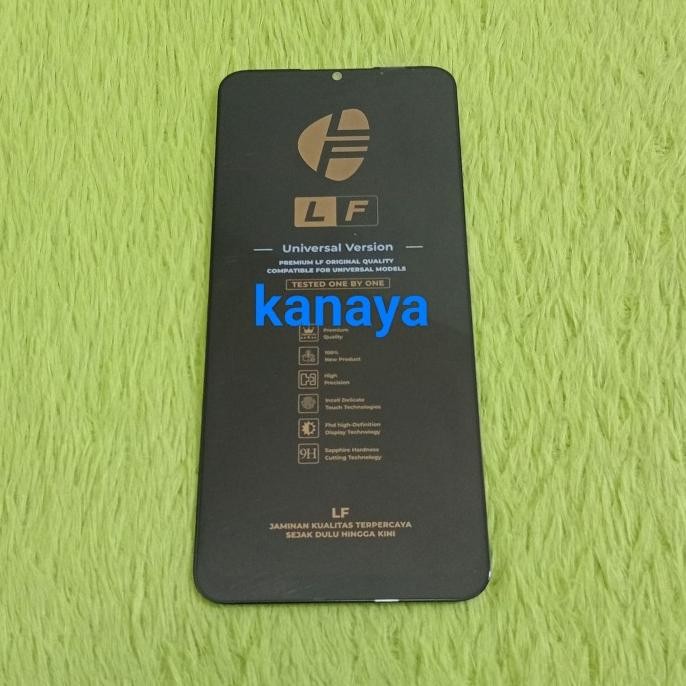 LF
L F
Universal Version
PREMIUM LF ORIGINAL QUALITY
COMPATIBLE FOR UNIVERSAL MODELS
TESTED ONE BY ONE
kanaya
Premium
Quality
100%
New Product
High
Precision
Incell Delicate
Touch Technologies
Fhd high-Definition
Display Technology
9H
Sapphire Hardness
Cutting Technology
LF
JAMINAN KUALITAS TERPERCAYA
SEJAK DULU HINGGA KINI